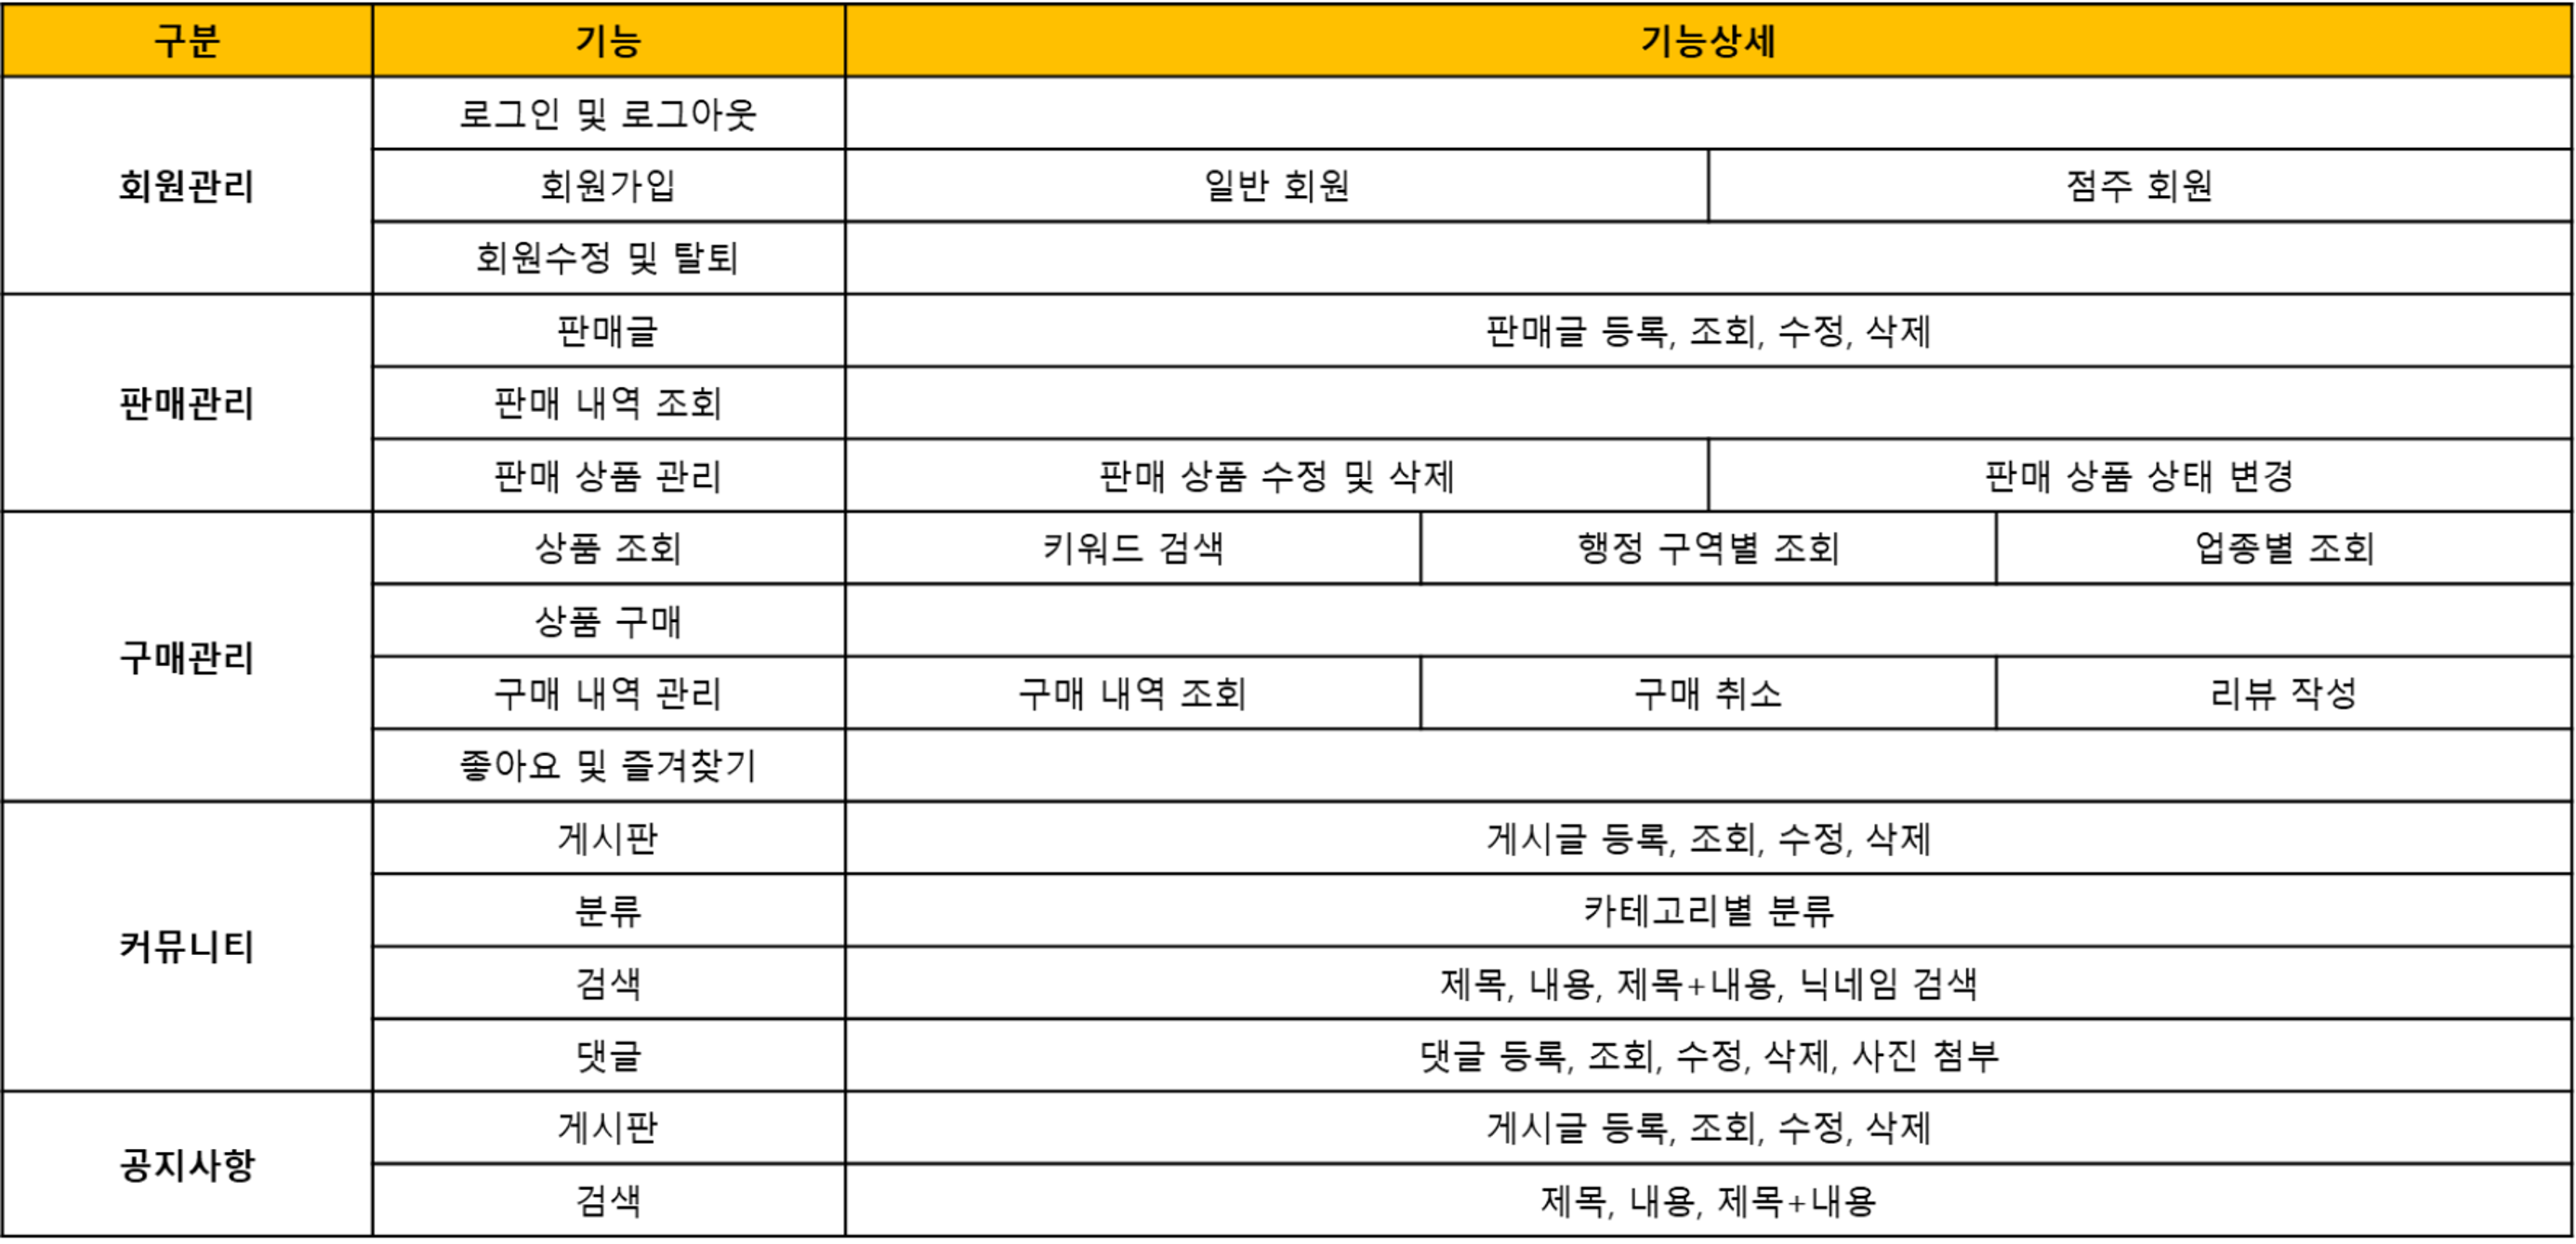 구분 기능 기능상세
회원관리
로그인 및 로그아웃
회원가입 일반 회원 점주 회원
회원수정 및 탈퇴
판매관리
판매글 판매글 등록, 조회, 수정, 삭제
판매 내역 조회
판매 상품 관리 판매 상품 수정 및 삭제 판매 상품 상태 변경
구매관리
상품 조회 키워드 검색 행정 구역별 조회 업종별 조회
상품 구매
구매 내역 관리 구매 내역 조회 구매 취소 리뷰 작성
좋아요 및 즐겨찾기
커뮤니티
게시판 게시글 등록, 조회, 수정, 삭제
분류 카테고리별 분류
검색 제목, 내용, 제목+내용, 닉네임 검색
댓글 댓글 등록, 조회, 수정, 삭제, 사진 첨부
공지사항
게시판 게시글 등록, 조회, 수정, 삭제
검색 제목, 내용, 제목+내용